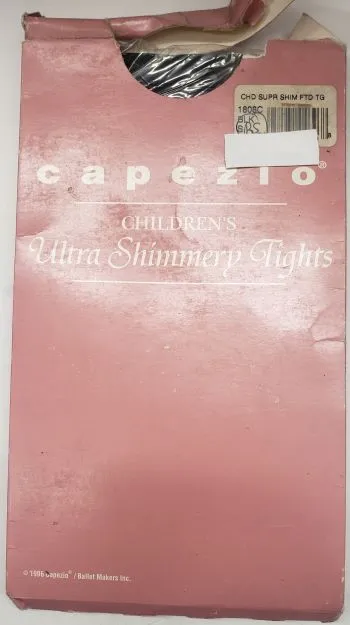 CHD SUPR SHIM FTD TG
1808C
BLK
capezio®
CHILDREN'S
Ultra Shimmery Tights
© 1996 Capezio® / Ballet Makers Inc.